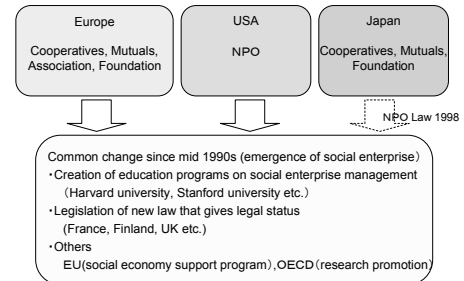 Europe
Cooperatives, Mutuals,
Association, Foundation
USA
NPO
Japan
Cooperatives, Mutuals,
Foundation
NPO Law 1998
Common change since mid 1990s (emergence of social enterprise)
・Creation of education programs on social enterprise management
(Harvard university, Stanford university etc.)
・Legislation of new law that gives legal status
(France, Finland, UK etc.)
・Others
EU(social economy support program),OECD(research promotion)